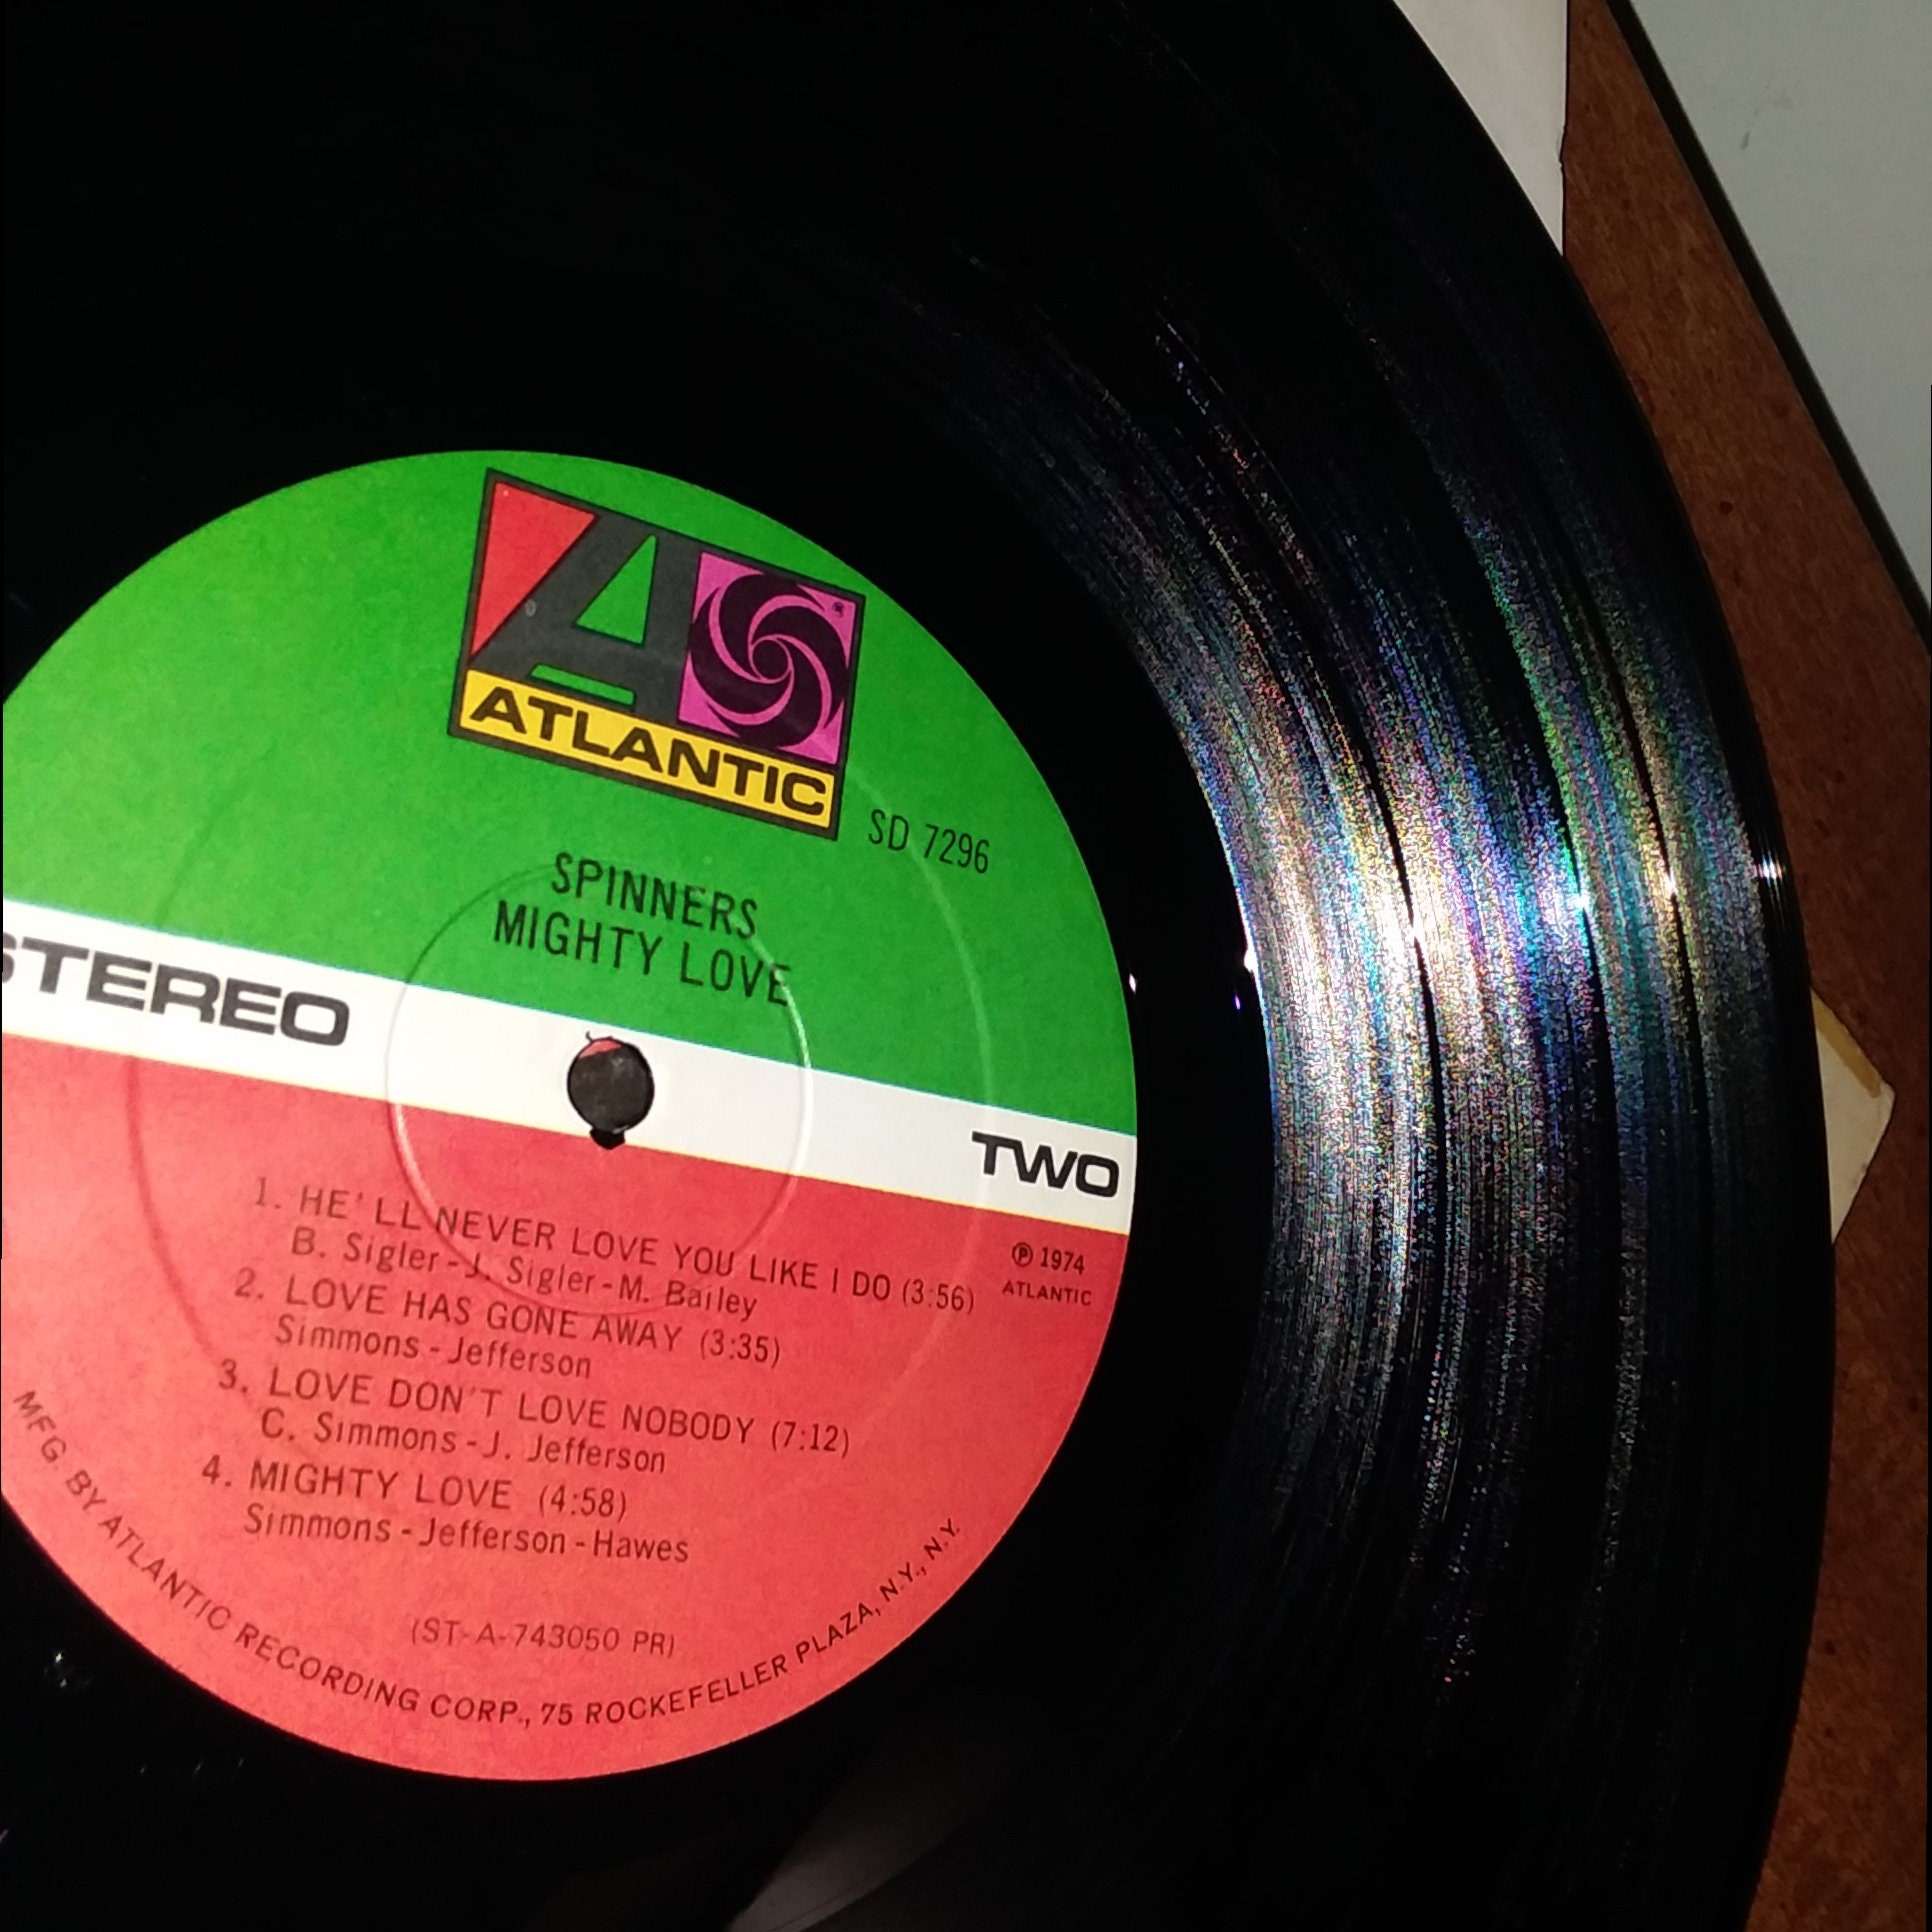 ATLANTIC
SD 7296
SPINNERS
MIGHTY LOVE
STEREO
TWO
1. HE'LL NEVER LOVE YOU LIKE I DO (3:56)
B. Sigler-J. Sigler-M. Bailey
2. LOVE HAS GONE AWAY (3:35)
Simmons-Jefferson
3. LOVE DON'T LOVE NOBODY (7:12)
C. Simmons-J. Jefferson
4. MIGHTY LOVE (4:58)
Simmons-Jefferson-Hawes
℗ 1974
ATLANTIC
(ST-A-743050 PR)
MFG. BY ATLANTIC RECORDING CORP., 75 ROCKEFELLER PLAZA, N.Y., N.Y.